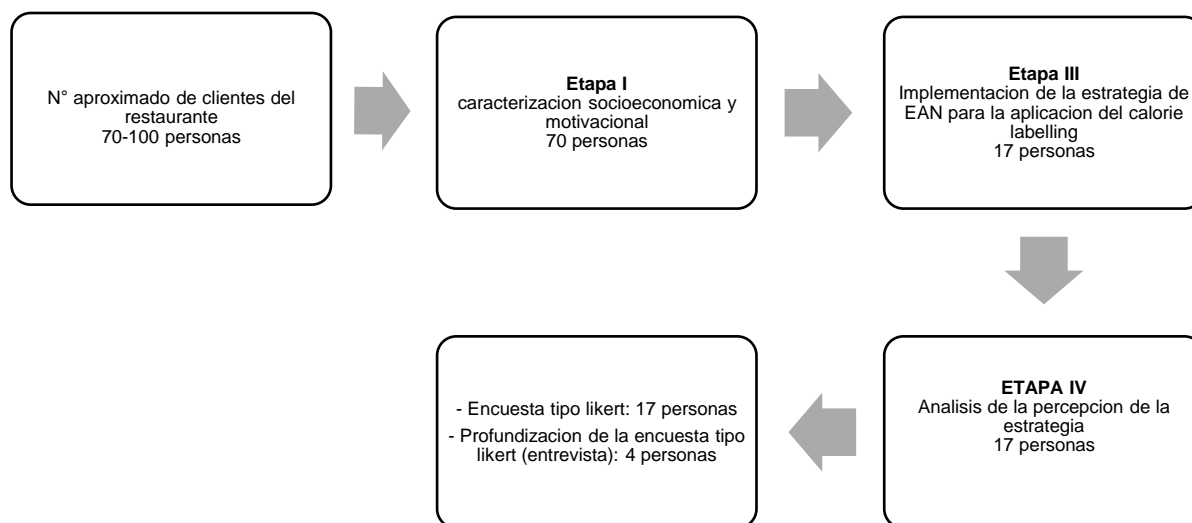 N° aproximado de clientes del
restaurante
70-100 personas
Etapa I
caracterizacion socioeconomica y
motivacional
70 personas
Etapa III
Implementacion de la estrategia de
EAN para la aplicacion del calorie
labelling
17 personas
ETAPA IV
Analisis de la percepcion de la
estrategia
17 personas
- Encuesta tipo likert: 17 personas
- Profundizacion de la encuesta tipo
likert (entrevista): 4 personas